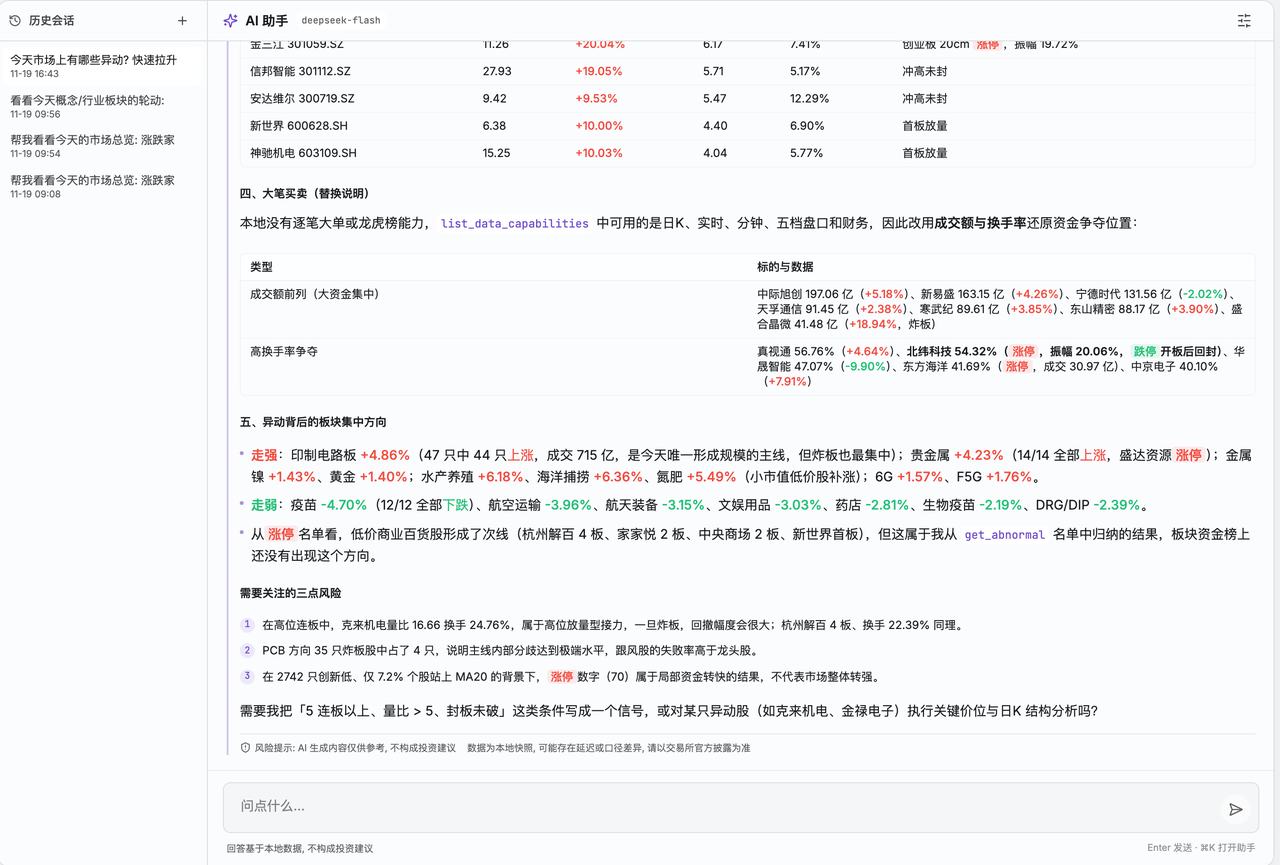 历史会话
今天市场上有哪些异动? 快速拉升
11-19 16:43
看看今天概念/行业板块的轮动:
11-19 09:56
帮我看看今天的市场总览: 涨跌家
11-19 09:54
帮我看看今天的市场总览: 涨跌家
11-19 09:08
AI 助手 deepseek-flash
金三江 301059.SZ 11.26 +20.04% 6.17 7.41% 创业板 20cm 涨停，振幅 19.72%
信邦智能 301112.SZ 27.93 +19.05% 5.71 5.17% 冲高未封
安达维尔 300719.SZ 9.42 +9.53% 5.47 12.29% 冲高未封
新世界 600628.SH 6.38 +10.00% 4.40 6.90% 首板放量
神驰机电 603109.SH 15.25 +10.03% 4.04 5.77% 首板放量
四、大笔买卖（替换说明）
本地没有逐笔大单或龙虎榜能力， list_data_capabilities 中可用的是日K、实时、分钟、五档盘口和财务，因此改用成交额与换手率还原资金争夺位置：
类型 标的与数据
成交额前列（大资金集中） 中际旭创 197.06 亿（+5.18%）、新易盛 163.15 亿（+4.26%）、宁德时代 131.56 亿（-2.02%）、
天孚通信 91.45 亿（+2.38%）、寒武纪 89.61 亿（+3.85%）、东山精密 88.17 亿（+3.90%）、盛
合晶微 41.48 亿（+18.94%，炸板）
高换手率争夺 真视通 56.76%（+4.64%）、北纬科技 54.32%（ 涨停 ，振幅 20.06%， 跌停 开板后回封）、华
晟智能 47.07%（-9.90%）、东方海洋 41.69%（ 涨停 ，成交 30.97 亿）、中京电子 40.10%
（+7.91%）
五、异动背后的板块集中方向
走强：印制电路板 +4.86%（47 只中 44 只上涨，成交 715 亿，是今天唯一形成规模的主线，但炸板也最集中）；贵金属 +4.23%（14/14 全部上涨，盛达资源 涨停 ）；金属
镍 +1.43%、黄金 +1.40%；水产养殖 +6.18%、海洋捕捞 +6.36%、氮肥 +5.49%（小市值低价股补涨）；6G +1.57%、F5G +1.76%。
走弱：疫苗 -4.70%（12/12 全部下跌）、航空运输 -3.96%、航天装备 -3.15%、文娱用品 -3.03%、药店 -2.81%、生物疫苗 -2.19%、DRG/DIP -2.39%。
从 涨停 名单看，低价商业百货股形成了次线（杭州解百 4 板、家家悦 2 板、中央商场 2 板、新世界首板），但这属于我从 get_abnormal 名单中归纳的结果，板块资金榜上
还没有出现这个方向。
需要关注的三点风险
1 在高位连板中，克来机电量比 16.66 换手 24.76%，属于高位放量型接力，一旦炸板，回撤幅度会很大；杭州解百 4 板、换手 22.39% 同理。
2 PCB 方向 35 只炸板股中占了 4 只，说明主线内部分歧达到极端水平，跟风股的失败率高于龙头股。
3 在 2742 只创新低、仅 7.2% 个股站上 MA20 的背景下， 涨停 数字（70）属于局部资金转快的结果，不代表市场整体转强。
需要我把「5 连板以上、量比 > 5、封板未破」这类条件写成一个信号，或对某只异动股（如克来机电、金禄电子）执行关键价位与日K 结构分析吗?
风险提示: AI 生成内容仅供参考, 不构成投资建议 数据为本地快照, 可能存在延迟或口径差异, 请以交易所官方披露为准
问点什么...
回答基于本地数据, 不构成投资建议 Enter 发送 · ⌘K 打开助手